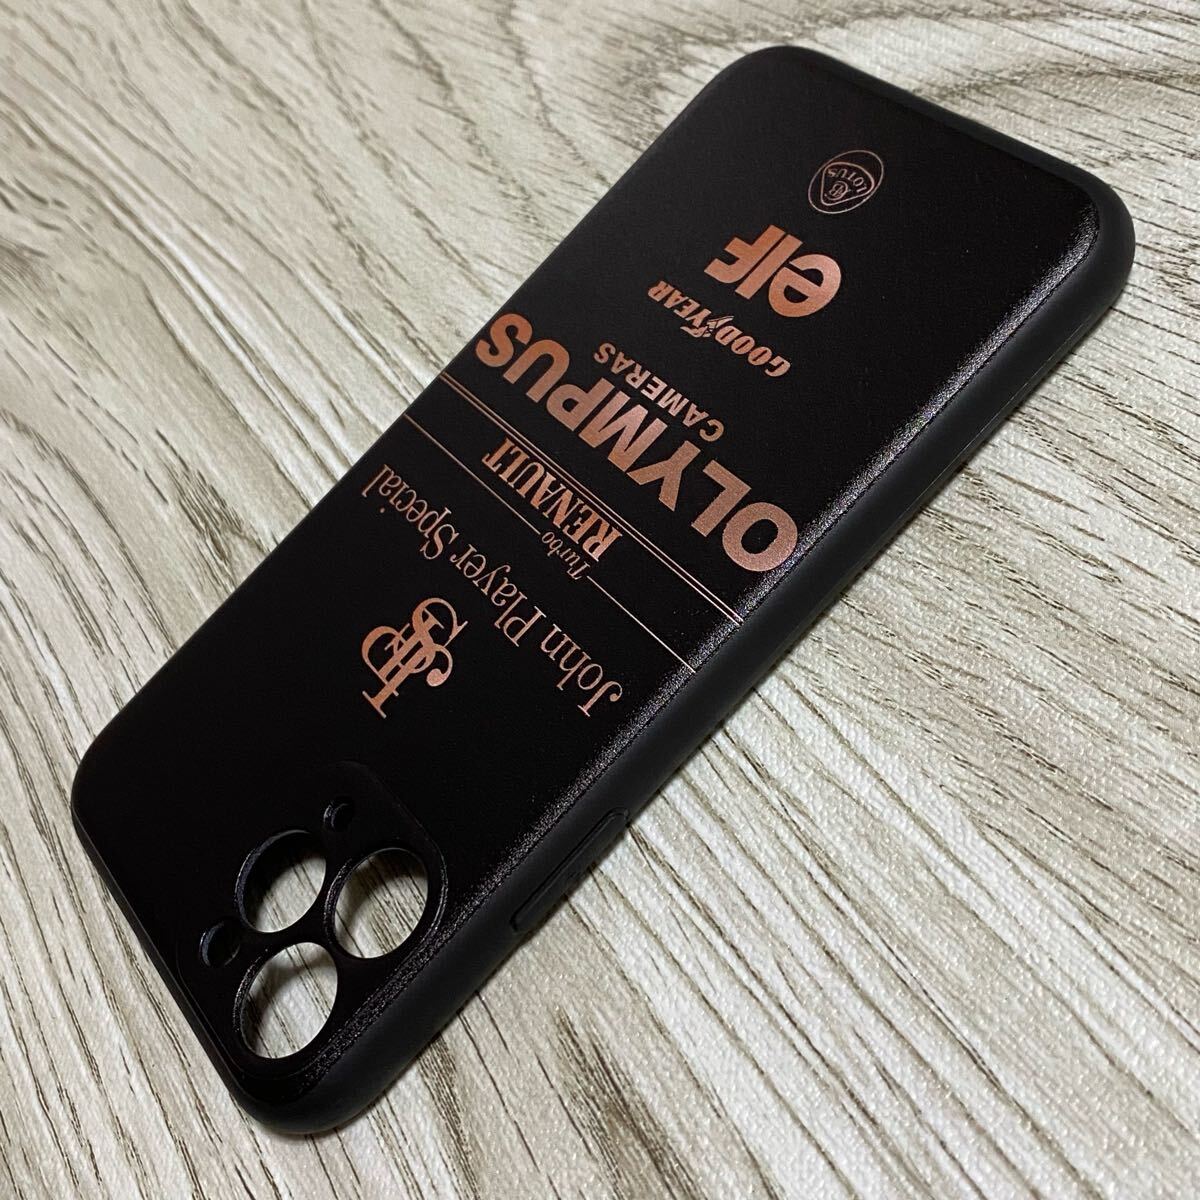 JPS
John Player Special
Turbo
RENAULT
OLYMPUS
CAMERAS
GOODYEAR
elf
LOTUS